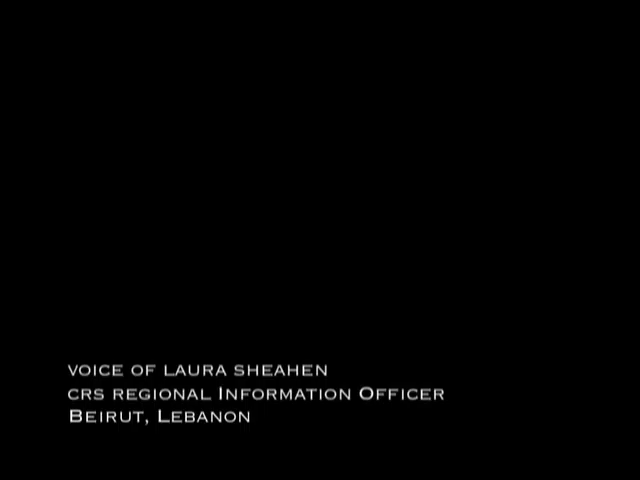 VOICE OF LAURA SHEAHEN
CRS REGIONAL INFORMATION OFFICER
BEIRUT, LEBANON